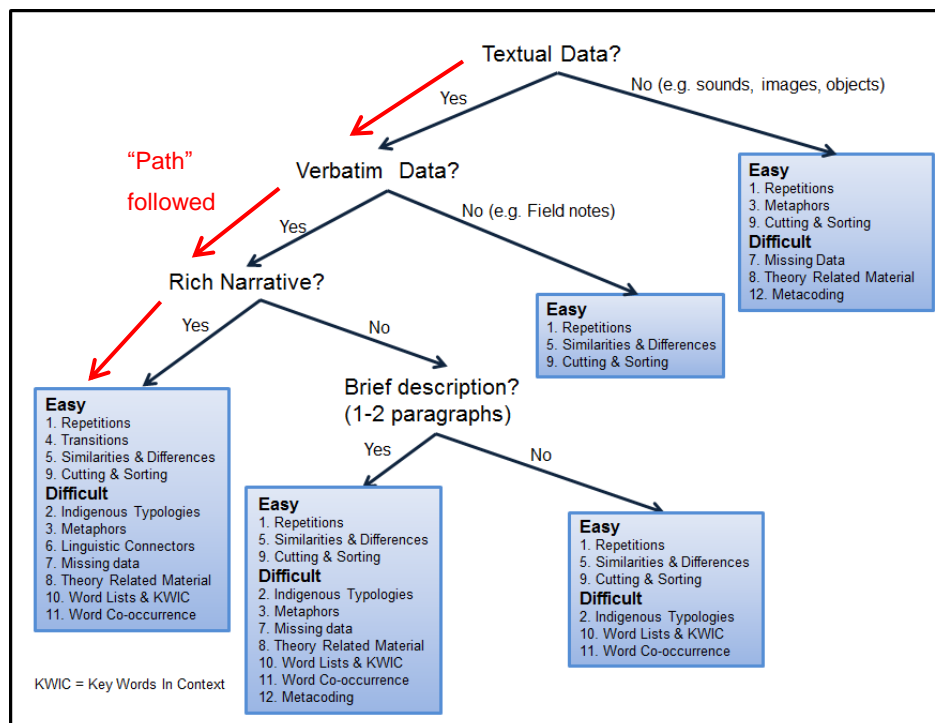 Textual Data?
Yes
No (e.g. sounds, images, objects)
“Path”
followed
Verbatim Data?
Yes
No (e.g. Field notes)
Easy
1. Repetitions
3. Metaphors
9. Cutting & Sorting
Difficult
7. Missing Data
8. Theory Related Material
12. Metacoding
Rich Narrative?
Yes
No
Easy
1. Repetitions
5. Similarities & Differences
9. Cutting & Sorting
Brief description?
(1-2 paragraphs)
Yes
No
Easy
1. Repetitions
4. Transitions
5. Similarities & Differences
9. Cutting & Sorting
Difficult
2. Indigenous Typologies
3. Metaphors
6. Linguistic Connectors
7. Missing data
8. Theory Related Material
10. Word Lists & KWIC
11. Word Co-occurrence
Easy
1. Repetitions
5. Similarities & Differences
9. Cutting & Sorting
Difficult
2. Indigenous Typologies
3. Metaphors
7. Missing data
8. Theory Related Material
10. Word Lists & KWIC
11. Word Co-occurrence
12. Metacoding
Easy
1. Repetitions
5. Similarities & Differences
9. Cutting & Sorting
Difficult
2. Indigenous Typologies
10. Word Lists & KWIC
11. Word Co-occurrence
KWIC = Key Words In Context